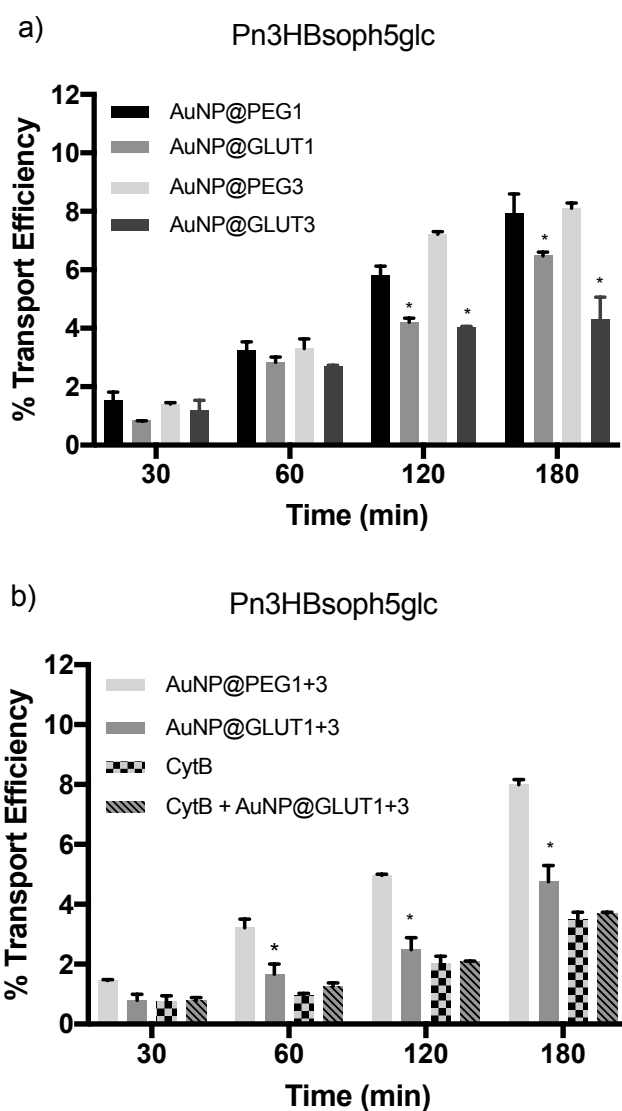 a)
Pn3HBsoph5glc
% Transport Efficiency
12
10
8
6
4
2
0
AuNP@PEG1
AuNP@GLUT1
AuNP@PEG3
AuNP@GLUT3
* * * *
30 60 120 180
Time (min)
b)
Pn3HBsoph5glc
% Transport Efficiency
12
10
8
6
4
2
0
AuNP@PEG1+3
AuNP@GLUT1+3
CytB
CytB + AuNP@GLUT1+3
* * *
30 60 120 180
Time (min)